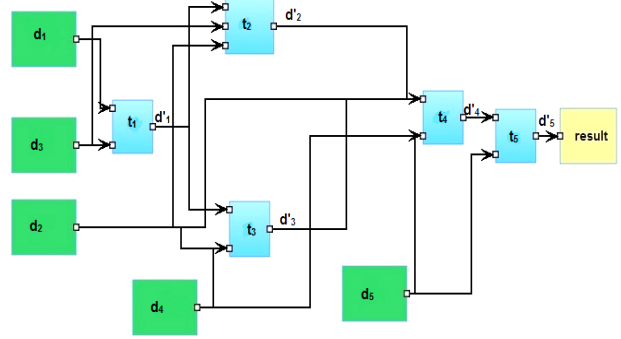 d₁
t₂
d'₂
t₁
d'₁
t₄
d'₄
t₅
d'₅
result
d₃
d₂
t₃
d'₃
d₄
d₅